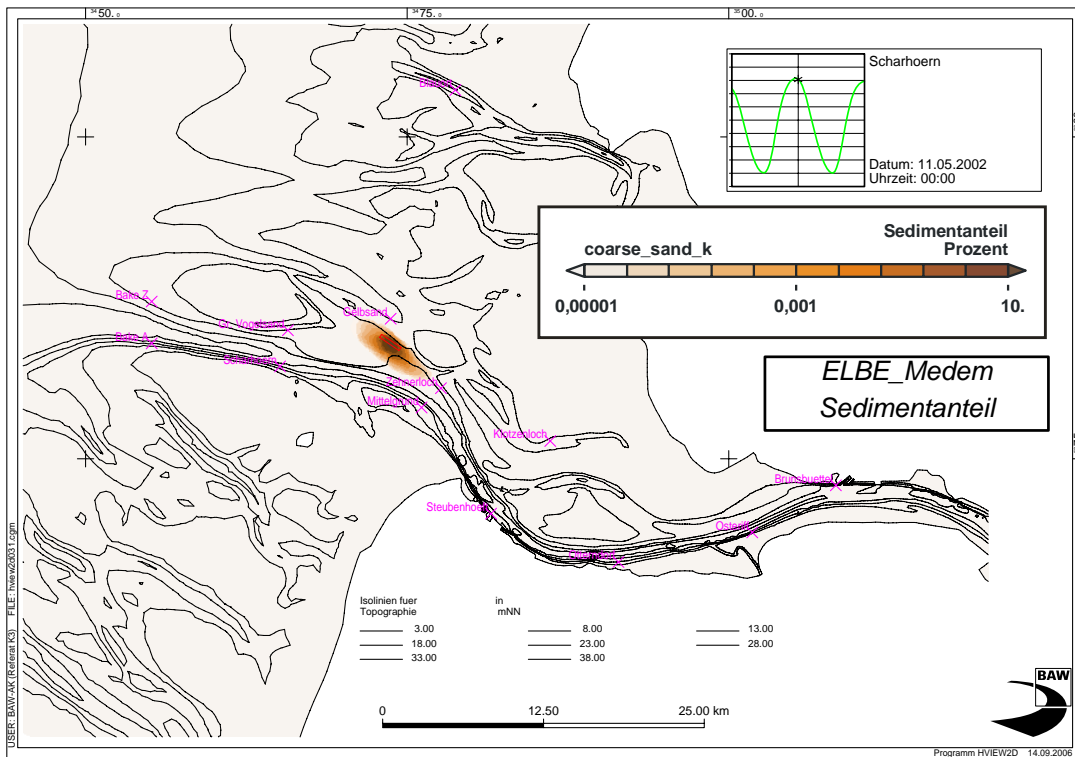 ³⁴50. 0
³⁴75. 0
³⁵00. 0
Scharhoern
Datum: 11.05.2002
Uhrzeit: 00:00
coarse_sand_k
Sedimentanteil
Prozent
0,00001
0,001
10.
ELBE_Medem
Sedimentanteil
Bake Z
Bake A
Gr. Vogelsand
Gelbsand
Zehnerloch
Mittelgrund
Klotzenloch
Steubenhoeft
Brunsbuettel
Osteriff
Isolinien fuer
Topographie
in
mNN
3.00
8.00
13.00
18.00
23.00
28.00
33.00
38.00
0
12.50
25.00 km
BAW
USER: BAW-AK (Referat K3) FILE: hview2d031.cgm
Programm HVIEW2D 14.09.2006